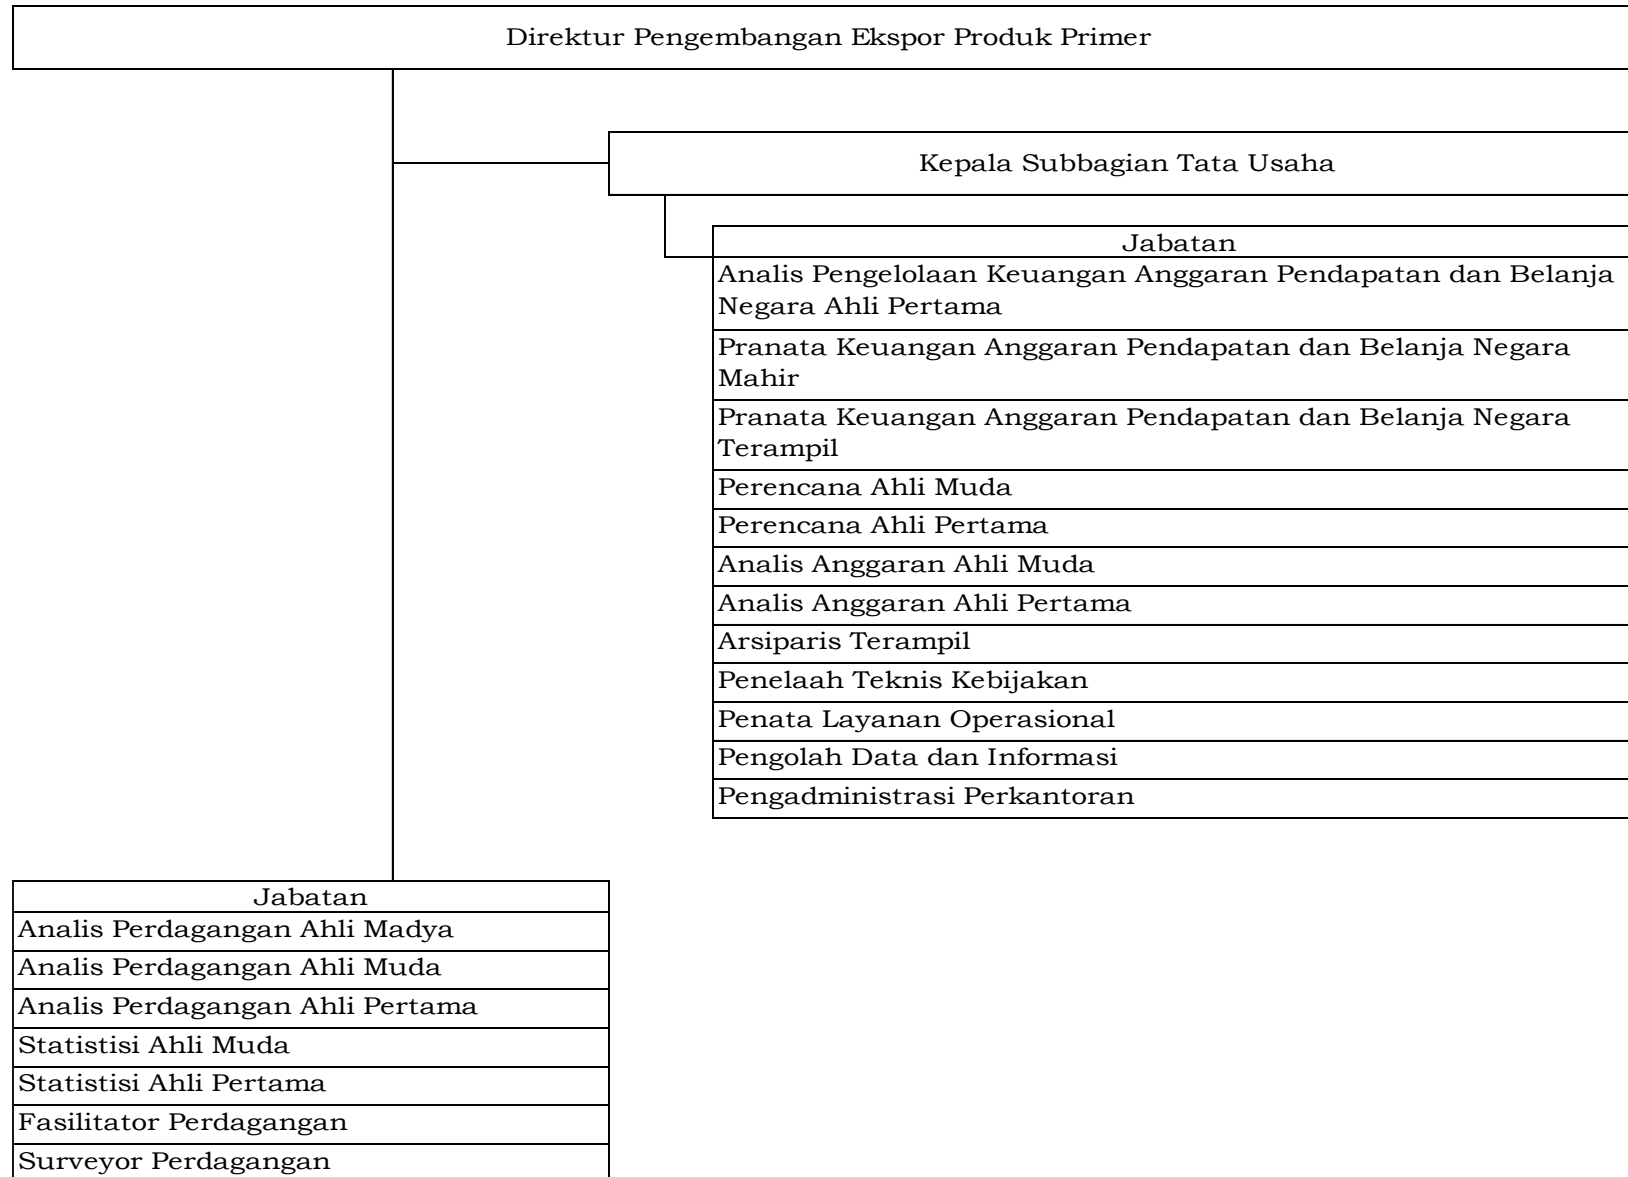 Direktur Pengembangan Ekspor Produk Primer
Kepala Subbagian Tata Usaha
Jabatan
Analis Pengelolaan Keuangan Anggaran Pendapatan dan Belanja
Negara Ahli Pertama
Pranata Keuangan Anggaran Pendapatan dan Belanja Negara
Mahir
Pranata Keuangan Anggaran Pendapatan dan Belanja Negara
Terampil
Perencana Ahli Muda
Perencana Ahli Pertama
Analis Anggaran Ahli Muda
Analis Anggaran Ahli Pertama
Arsiparis Terampil
Penelaah Teknis Kebijakan
Penata Layanan Operasional
Pengolah Data dan Informasi
Pengadministrasi Perkantoran
Jabatan
Analis Perdagangan Ahli Madya
Analis Perdagangan Ahli Muda
Analis Perdagangan Ahli Pertama
Statistisi Ahli Muda
Statistisi Ahli Pertama
Fasilitator Perdagangan
Surveyor Perdagangan